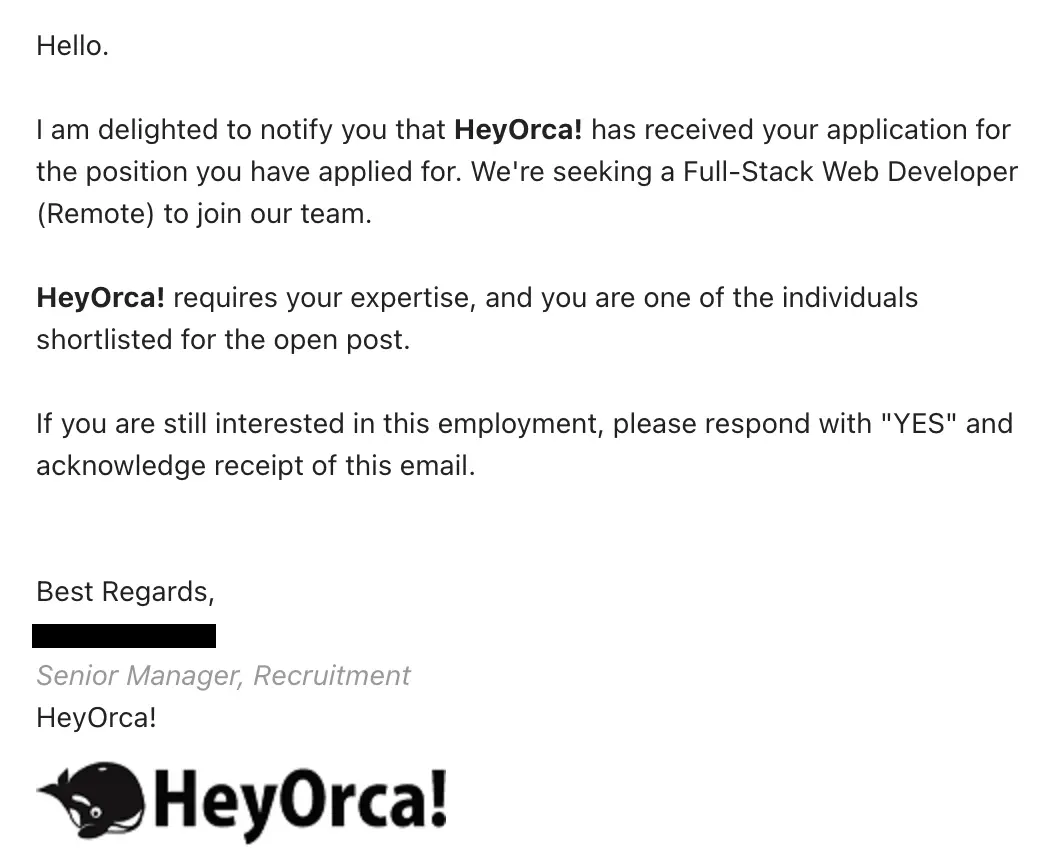 Hello.
I am delighted to notify you that HeyOrca! has received your application for
the position you have applied for. We're seeking a Full-Stack Web Developer
(Remote) to join our team.
HeyOrca! requires your expertise, and you are one of the individuals
shortlisted for the open post.
If you are still interested in this employment, please respond with "YES" and
acknowledge receipt of this email.
Best Regards,
Senior Manager, Recruitment
HeyOrca!
HeyOrca!